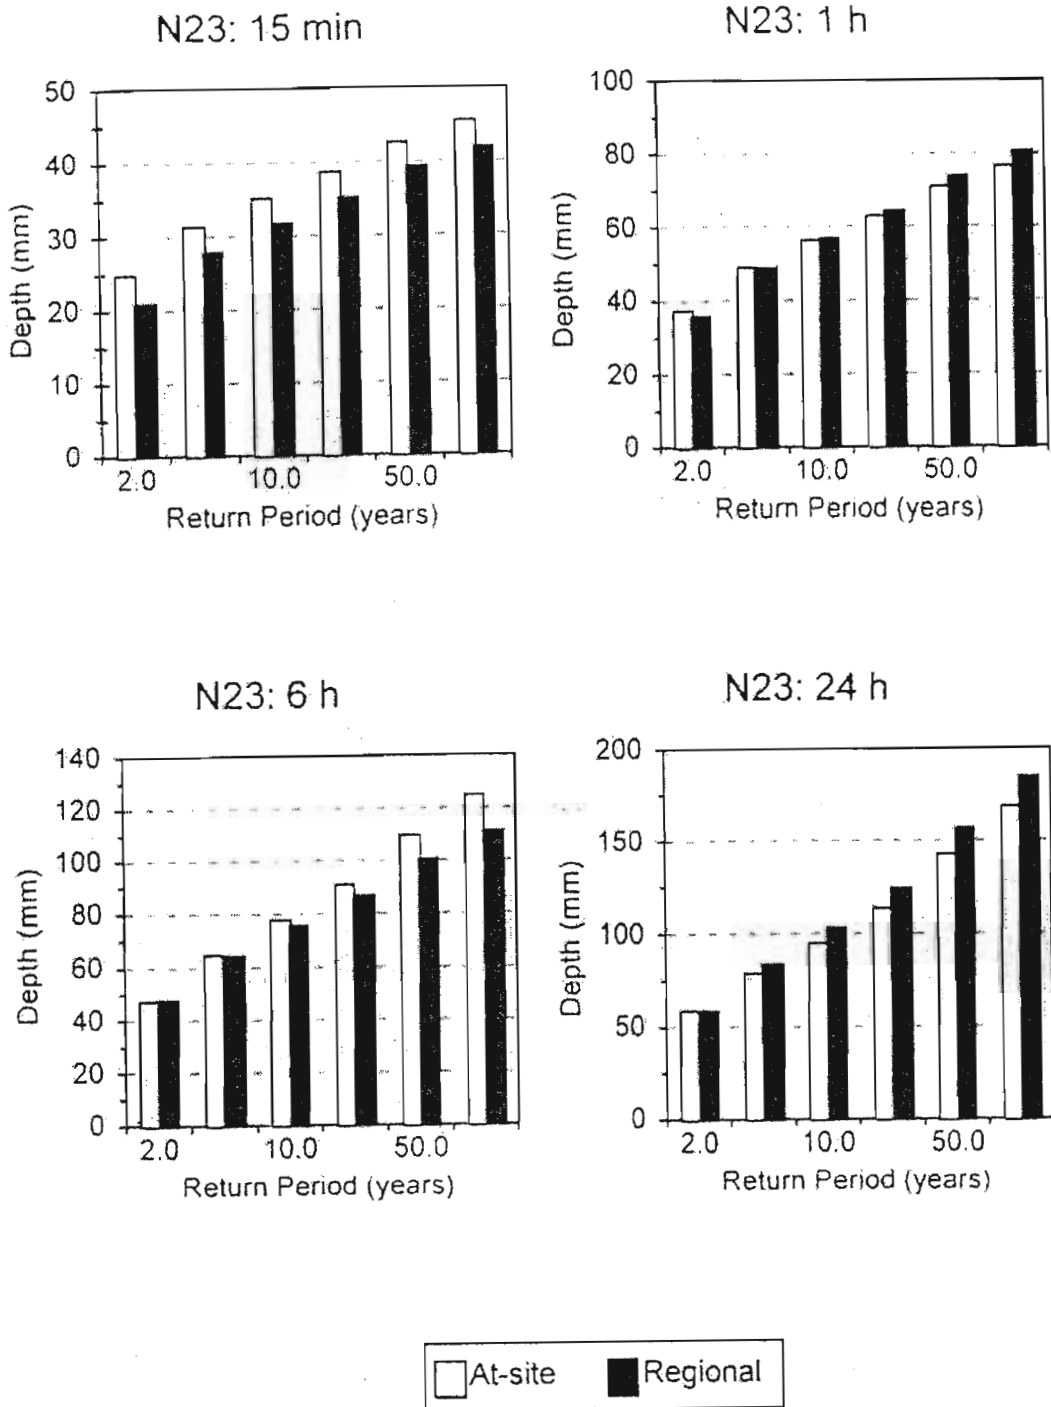 N23: 15 min
50
40
30
20
10
0
Depth (mm)
2.0 10.0 50.0
Return Period (years)
N23: 1 h
100
80
60
40
20
0
Depth (mm)
2.0 10.0 50.0
Return Period (years)
N23: 6 h
140
120
100
80
60
40
20
0
Depth (mm)
2.0 10.0 50.0
Return Period (years)
N23: 24 h
200
150
100
50
0
Depth (mm)
2.0 10.0 50.0
Return Period (years)
At-site Regional